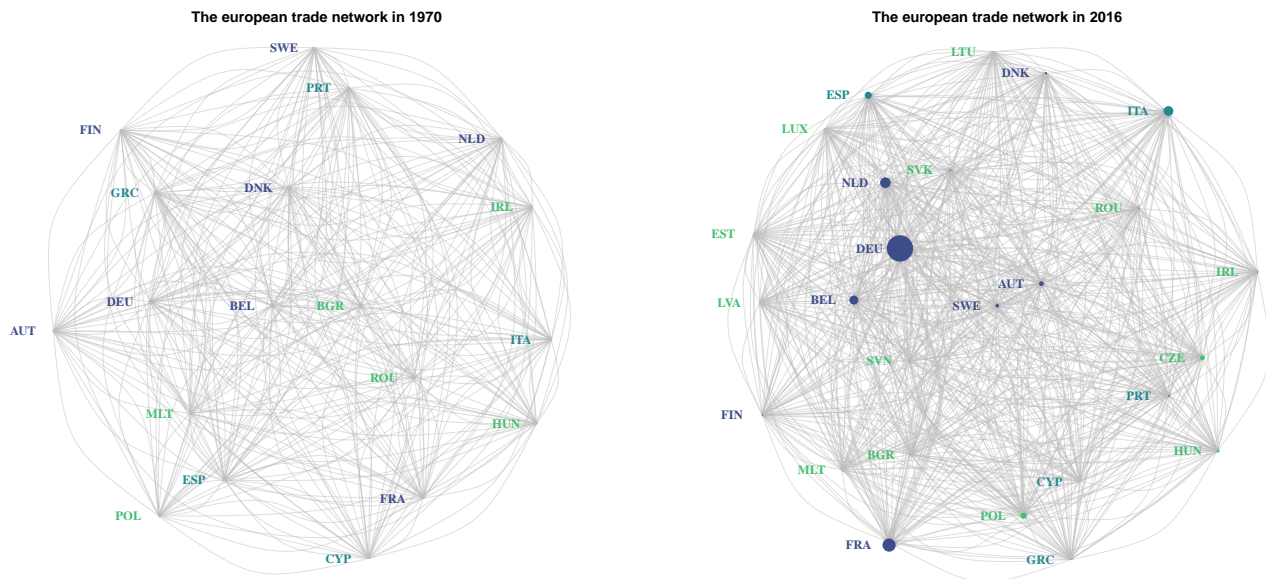 The european trade network in 1970
SWE
PRT
FIN
NLD
DNK
GRC
IRL
DEU
BEL
BGR
AUT
ITA
ROU
MLT
HUN
ESP
FRA
POL
CYP
The european trade network in 2016
LTU
DNK
ESP
ITA
LUX
SVK
NLD
ROU
EST
DEU
IRL
AUT
LVA
BEL
SWE
SVN
CZE
PRT
FIN
HUN
BGR
MLT
CYP
POL
FRA
GRC